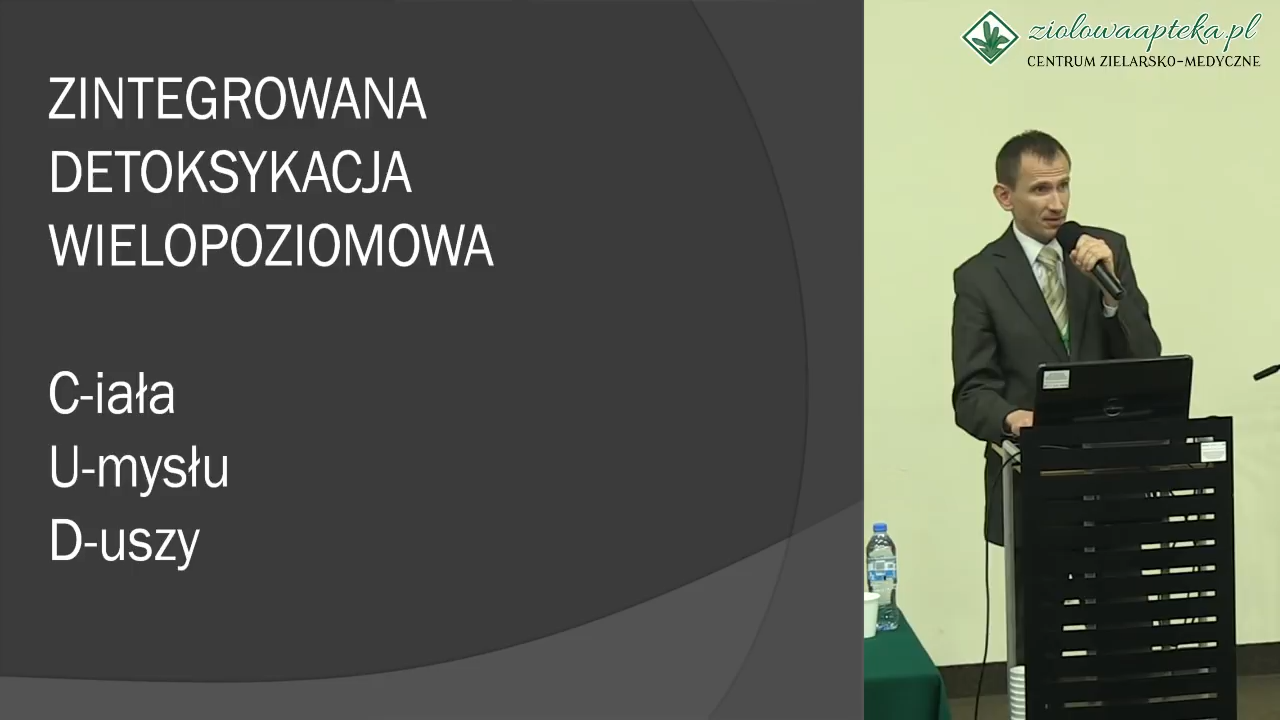 ZINTEGROWANA
DETOKSYKACJA
WIELOPOZIOMOWA
C-iała
U-mysłu
D-uszy
ziolowaapteka.pl
CENTRUM ZIELARSKO-MEDYCZNE